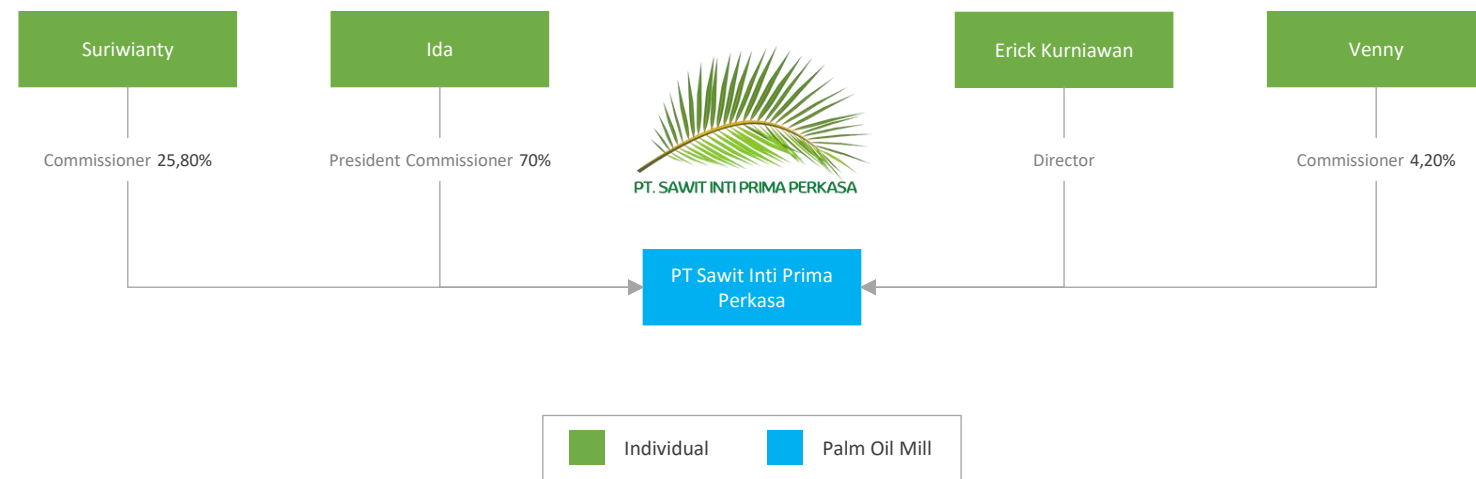 Suriwianty
Ida
Erick Kurniawan
Venny
Commissioner 25,80%
President Commissioner 70%
Director
Commissioner 4,20%
PT. SAWIT INTI PRIMA PERKASA
PT Sawit Inti Prima
Perkasa
Individual
Palm Oil Mill